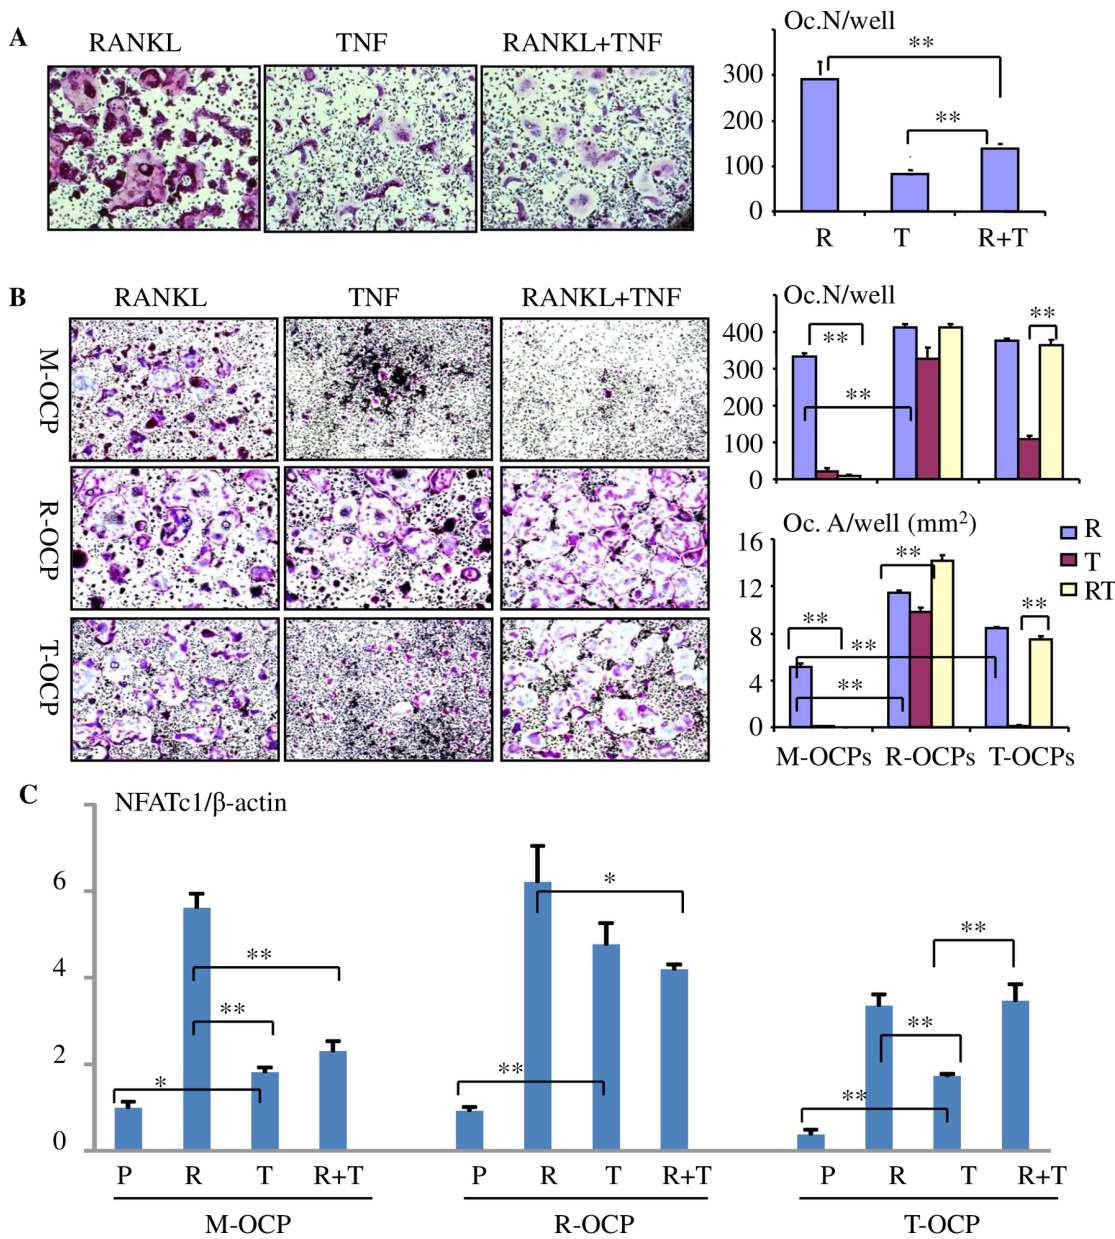 A
RANKL TNF RANKL+TNF
Oc.N/well
300
200
100
0
**
**
R T R+T
B
RANKL TNF RANKL+TNF
M-OCP
R-OCP
T-OCP
Oc.N/well
400
300
400
100
0
**
**
**
Oc. A/well (mm²)
16
12
8
4
0
**
**
**
**
**
R
T
RT
M-OCPs R-OCPs T-OCPs
C
NFATc1/β-actin
6
4
2
0
*
**
**
**
*
**
**
**
P R T R+T P R T R+T P R T R+T
M-OCP R-OCP T-OCP